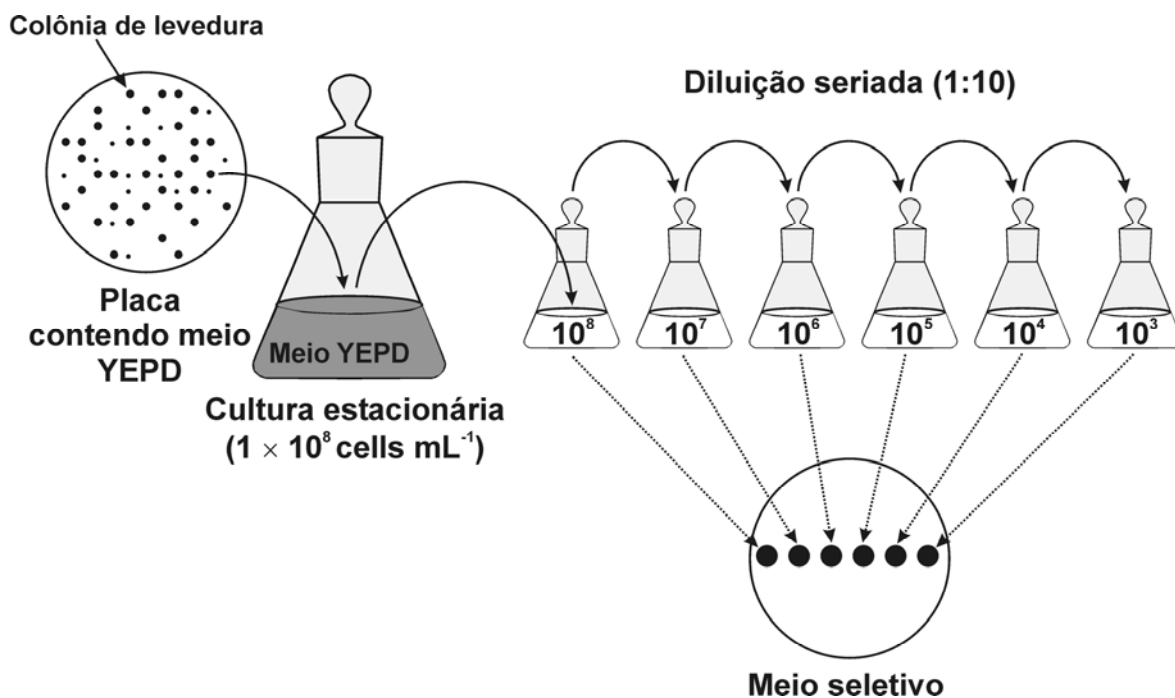 Colônia de levedura
Diluição seriada (1:10)
Placa
contendo meio
YEPD
Meio YEPD
Cultura estacionária
(1 × 10⁸ cells mL⁻¹)
10⁸
10⁷
10⁶
10⁵
10⁴
10³
Meio seletivo